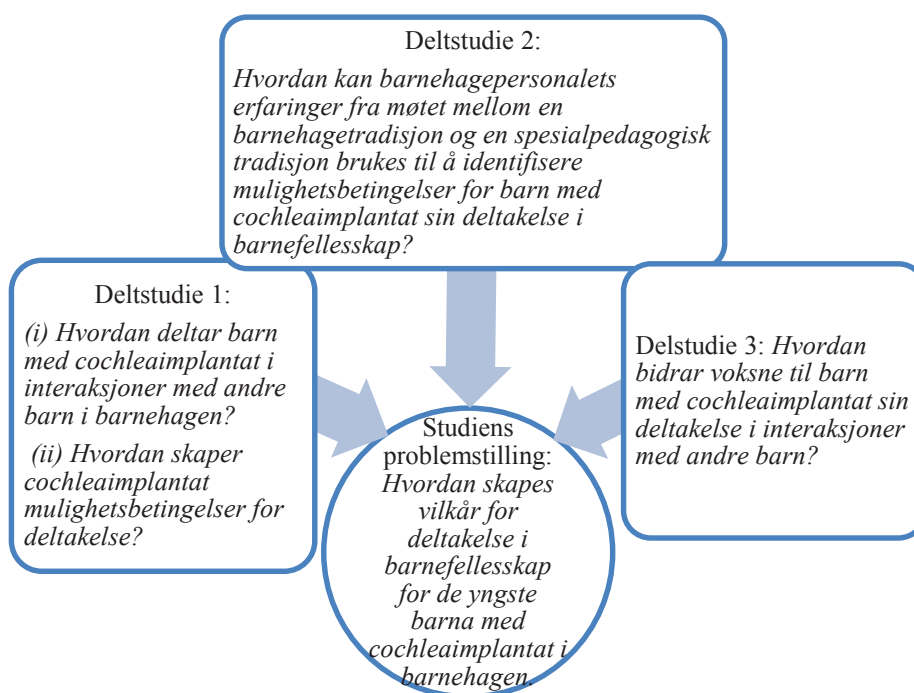 Deltstudie 2:
Hvordan kan barnehagepersonalets
erfaringer fra møtet mellom en
barnehagetradisjon og en spesialpedagogisk
tradisjon brukes til å identifisere
mulighetsbetingelser for barn med
cochleaimplantat sin deltakelse i
barnefellesskap?
Deltstudie 1:
(i) Hvordan deltar barn
med cochleaimplantat i
interaksjoner med andre
barn i barnehagen?
(ii) Hvordan skaper
cochleaimplantat
mulighetsbetingelser for
deltakelse?
Delstudie 3: Hvordan
bidrar voksne til barn
med cochleaimplantat sin
deltakelse i interaksjoner
med andre barn?
Studiens
problemstilling:
Hvordan skapes
vilkår for
deltakelse i
barnefellesskap
for de yngste
barna med
cochleaimplantat i
barnehagen.